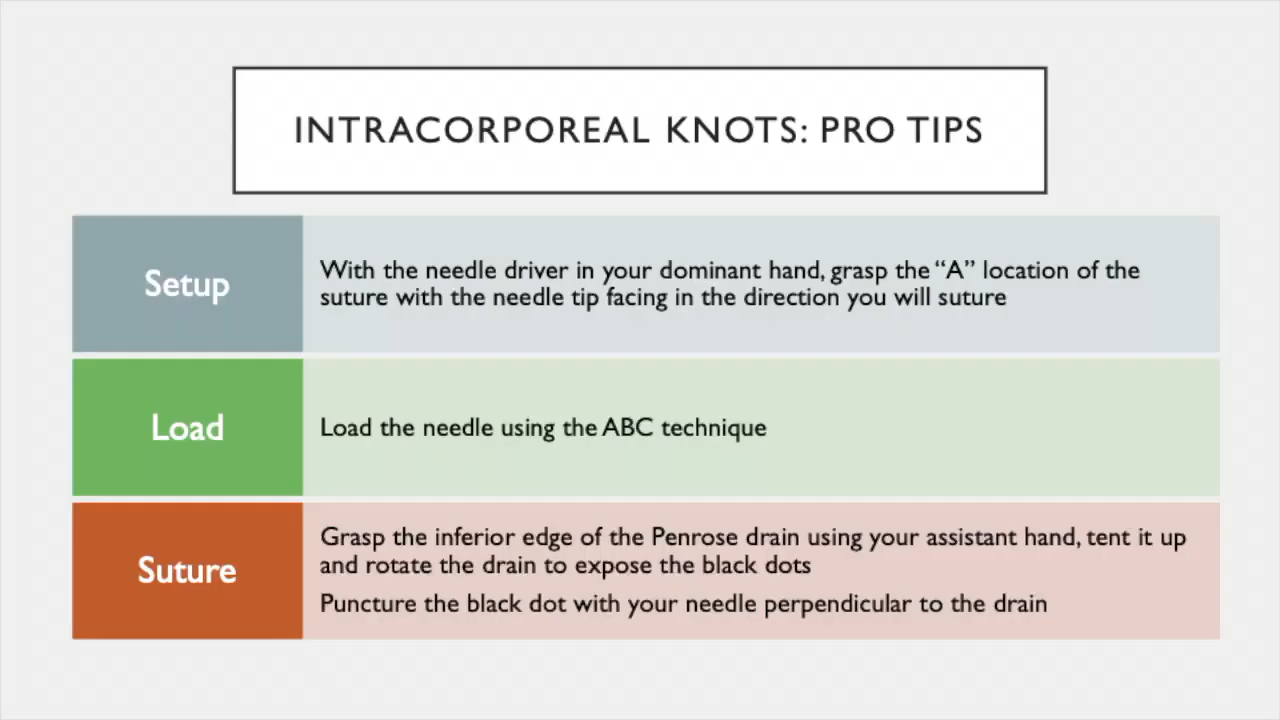 INTRACORPOREAL KNOTS: PRO TIPS
Setup
With the needle driver in your dominant hand, grasp the “A” location of the
suture with the needle tip facing in the direction you will suture
Load
Load the needle using the ABC technique
Suture
Grasp the inferior edge of the Penrose drain using your assistant hand, tent it up
and rotate the drain to expose the black dots
Puncture the black dot with your needle perpendicular to the drain